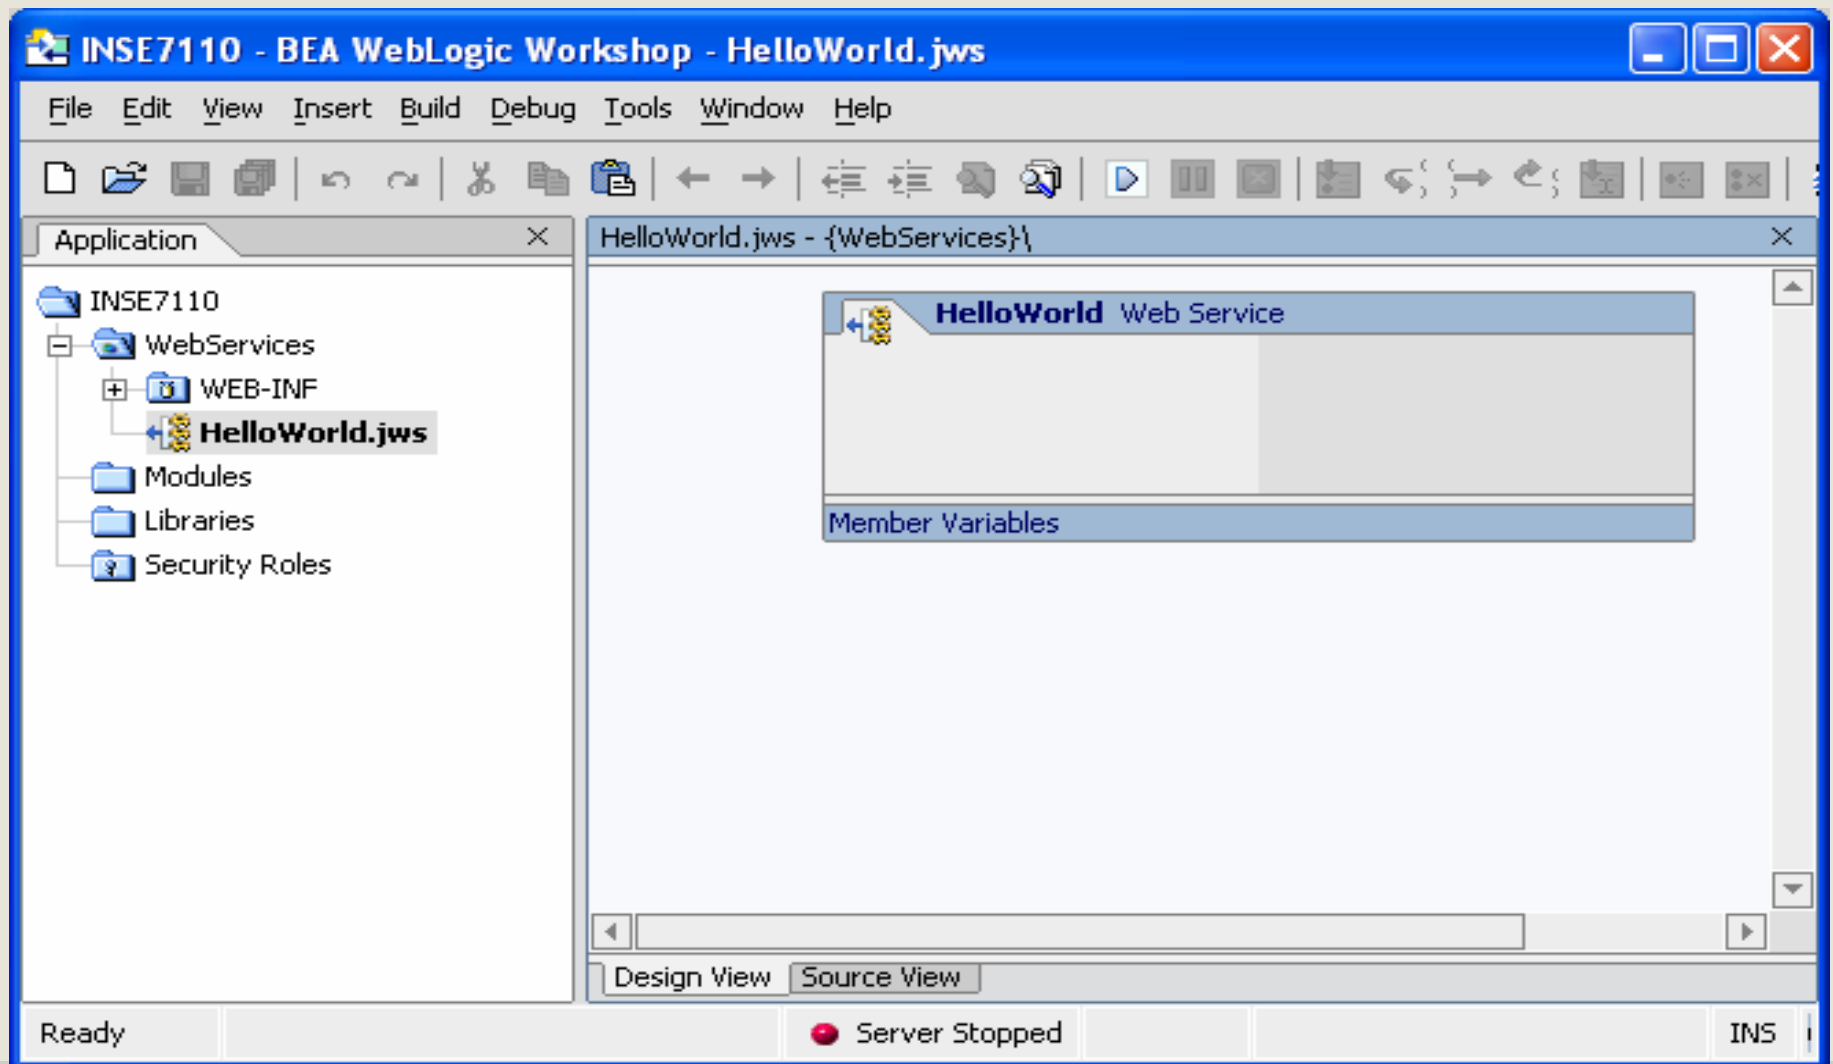 INSE7110 - BEA WebLogic Workshop - HelloWorld.jws
File Edit View Insert Build Debug Tools Window Help
Application
HelloWorld.jws - {WebServices}\
INSE7110
WebServices
WEB-INF
HelloWorld.jws
Modules
Libraries
Security Roles
HelloWorld Web Service
Member Variables
Design View Source View
Ready Server Stopped INS